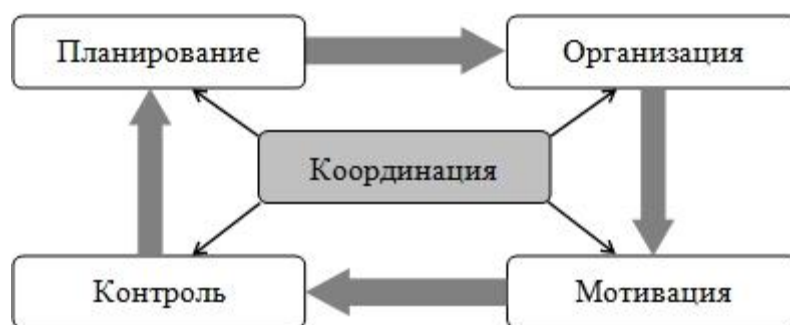 Планирование
Организация
Координация
Контроль
Мотивация